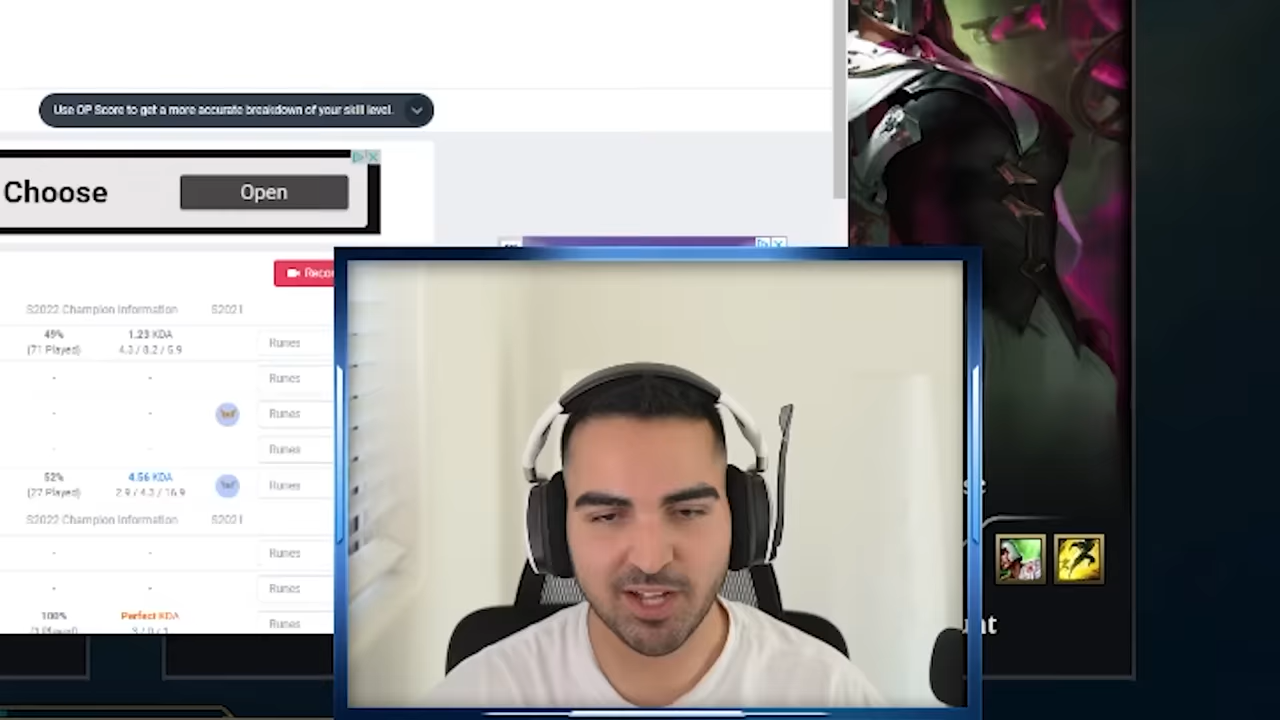 Use OP Score to get a more accurate breakdown of your skill level.
Choose
Open
S2022 Champion Information S2021
49% 1.23 KDA Runes
(71 Played) 4.3 / 8.2 / 5.9
- - Runes
- - Runes
- - Runes
52% 4.56 KDA Runes
(27 Played) 2.9 / 4.3 / 16.9
S2022 Champion Information S2021
- - Runes
- - Runes
100% Perfect KDA Runes